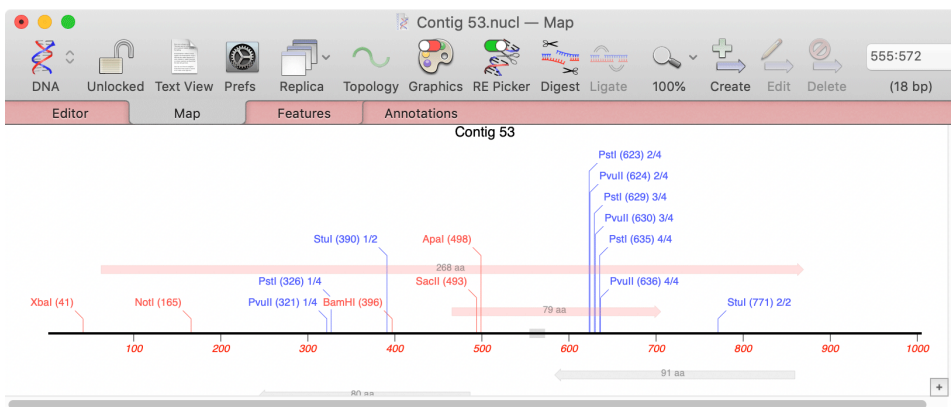 Contig 53.nucl — Map
DNA Unlocked Text View Prefs Replica Topology Graphics RE Picker Digest Ligate 100% Create Edit Delete 555:572 (18 bp)
Editor Map Features Annotations
Contig 53
PstI (623) 2/4
PvuII (624) 2/4
PstI (629) 3/4
PvuII (630) 3/4
StuI (390) 1/2 ApaI (498) PstI (635) 4/4
268 aa
PstI (326) 1/4 SacII (493) PvuII (636) 4/4
XbaI (41) NotI (165) PvuII (321) 1/4 BamHI (396) 79 aa StuI (771) 2/2
100 200 300 400 500 600 700 800 900 1000
91 aa
80 aa
+